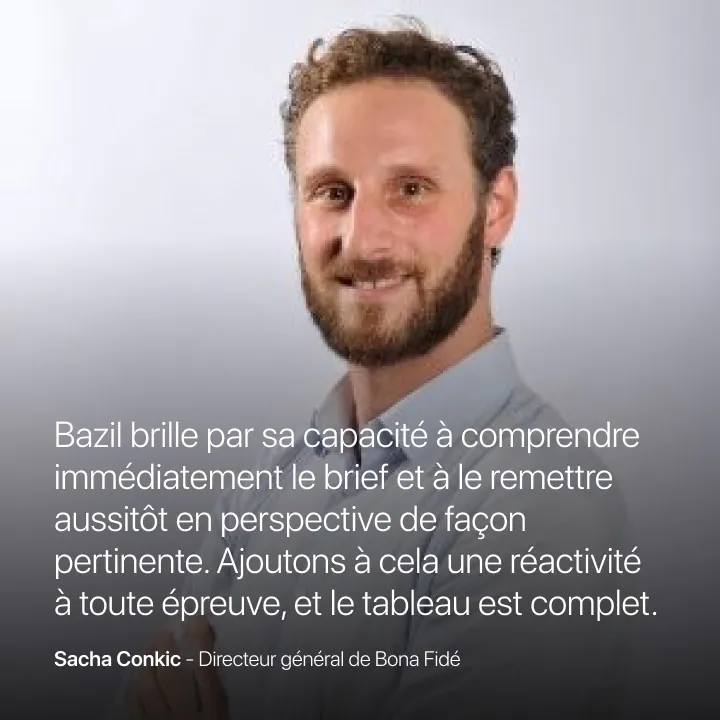 Bazil brille par sa capacité à comprendre
immédiatement le brief et à le remettre
aussitôt en perspective de façon
pertinente. Ajoutons à cela une réactivité
à toute épreuve, et le tableau est complet.
Sacha Conkic - Directeur général de Bona Fidé